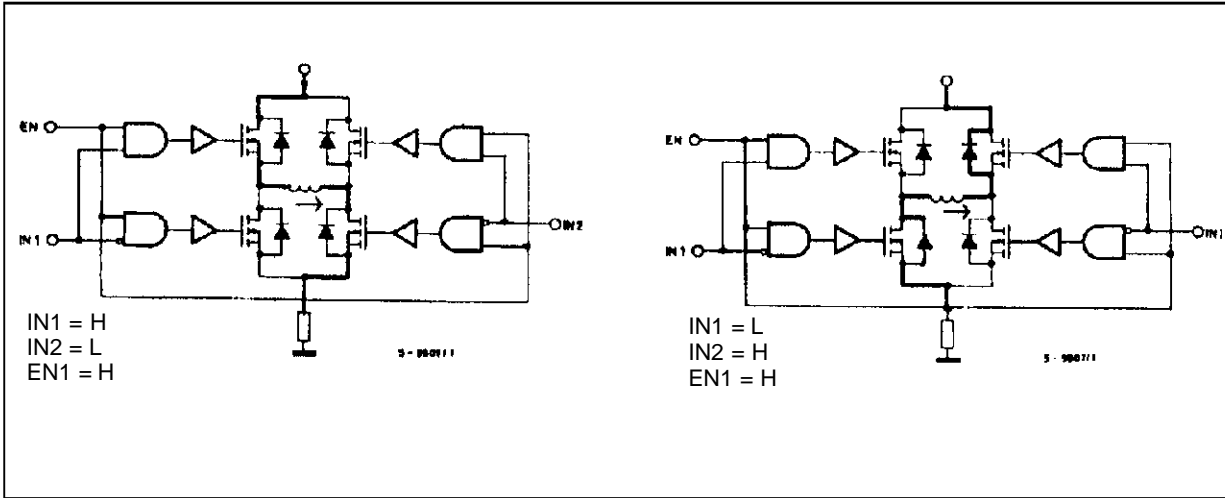 EN
IN1
IN2
IN1 = H
IN2 = L
EN1 = H
EN
IN1
IN1 = L
IN2 = H
EN1 = H